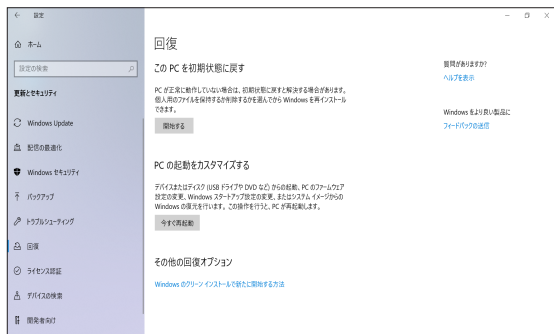 設定
ホーム
設定の検索
更新とセキュリティ
Windows Update
配信の最適化
Windows セキュリティ
バックアップ
トラブルシューティング
回復
ライセンス認証
デバイスの検索
開発者向け
回復
この PC を初期状態に戻す
PC が正常に動作していない場合は、初期状態に戻すと解決する場合があります。
個人用のファイルを保持するか削除するかを選んでから Windows を再インストール
できます。
開始する
PC の起動をカスタマイズする
デバイスまたはディスク (USB ドライブや DVD など) からの起動、PC のファームウェア
設定の変更、Windows スタートアップ設定の変更、またはシステム イメージからの
Windows の復元を行います。この操作を行うと、PC が再起動します。
今すぐ再起動
その他の回復オプション
Windows のクリーン インストールで新たに開始する方法
質問がありますか?
ヘルプを表示
Windows をより良い製品に
フィードバックの送信